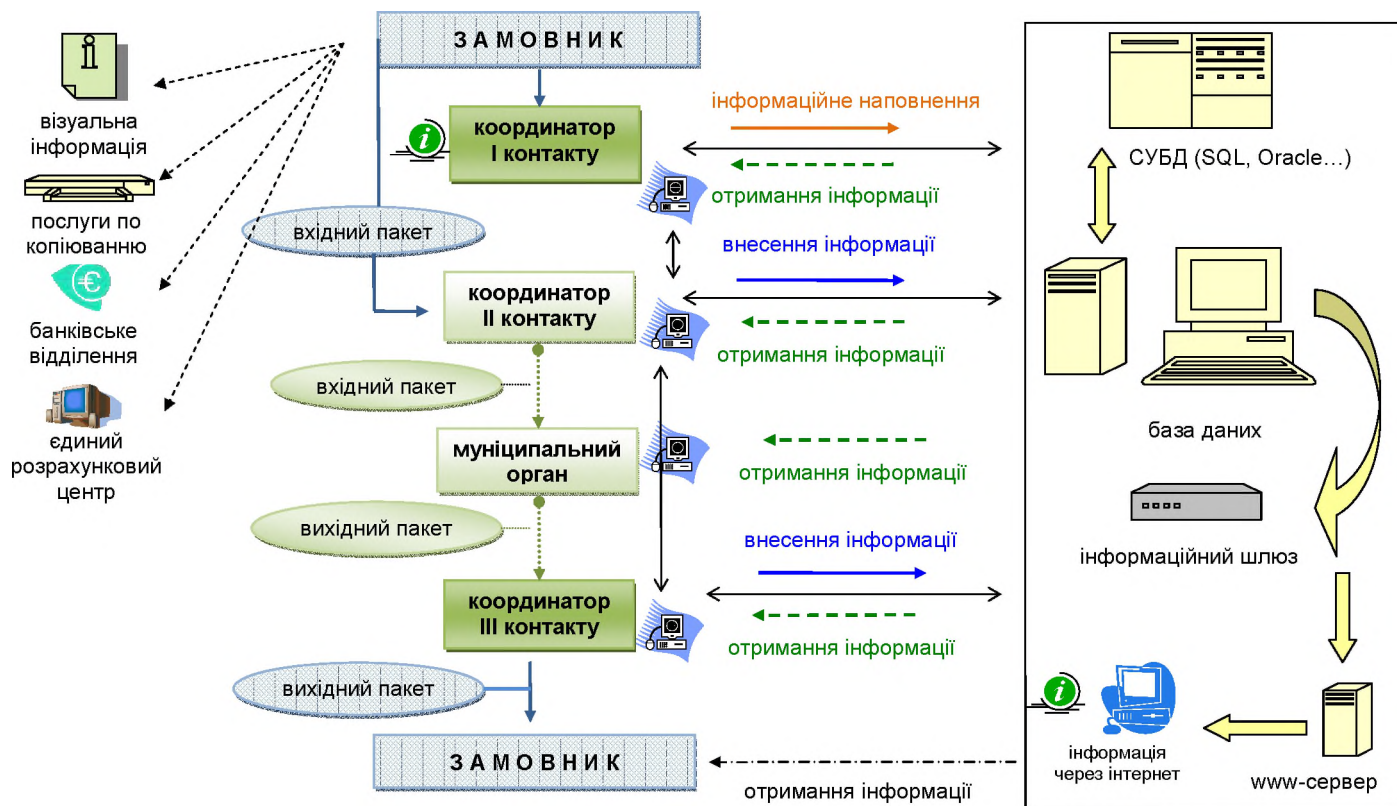 З А М О В Н И К
візуальна
інформація
послуги по
копіюванню
банківське
відділення
єдиний
розрахунковий
центр
координатор
І контакту
вхідний пакет
координатор
ІІ контакту
вхідний пакет
муніципальний
орган
вихідний пакет
координатор
ІІІ контакту
вихідний пакет
З А М О В Н И К
інформаційне наповнення
отримання інформації
внесення інформації
отримання інформації
отримання інформації
внесення інформації
отримання інформації
отримання інформації
СУБД (SQL, Oracle…)
база даних
інформаційний шлюз
інформація
через інтернет
www-сервер